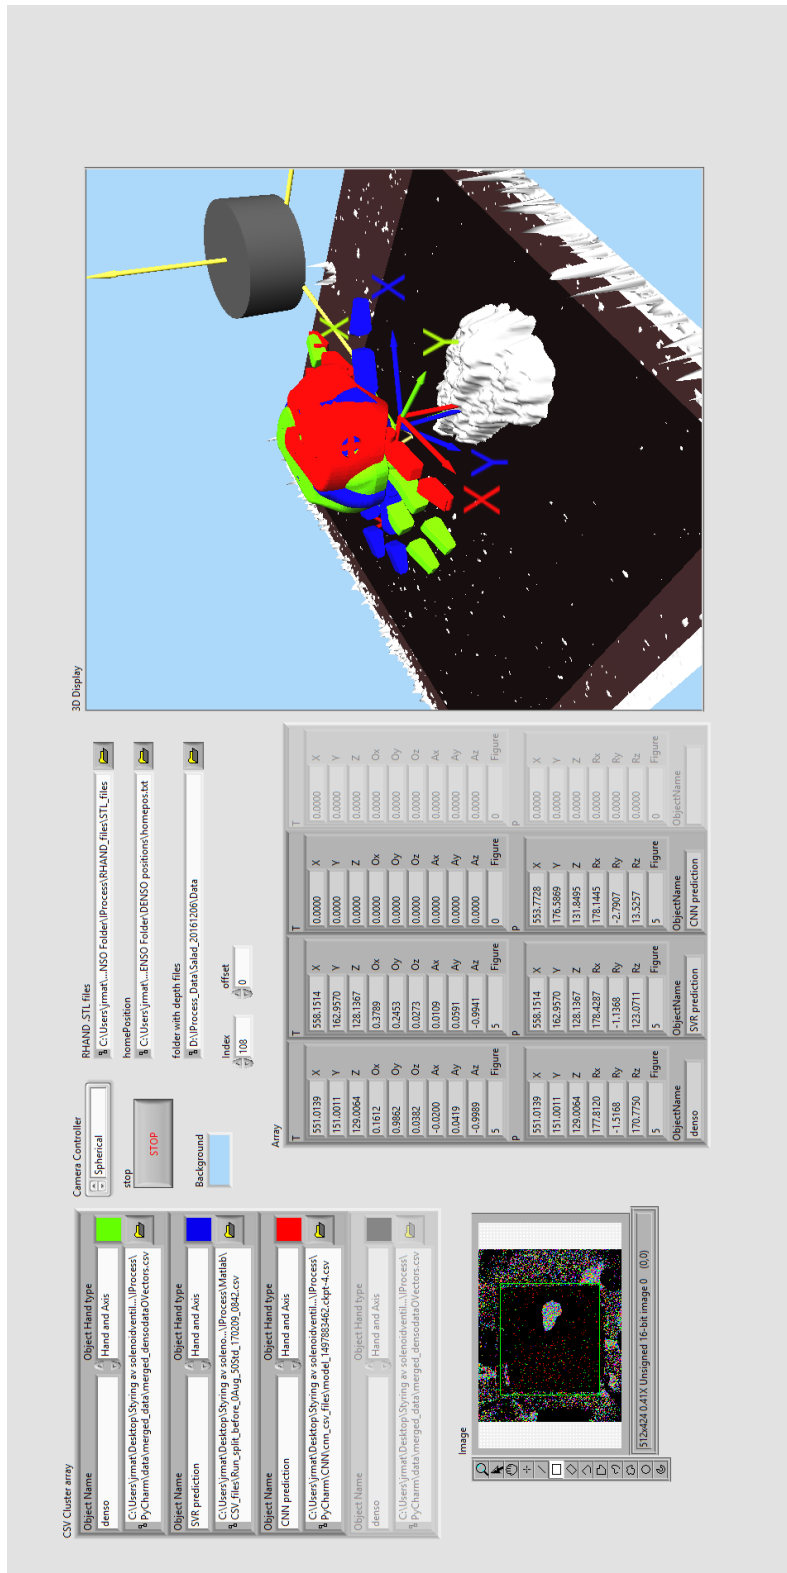 CSV Cluster array
Object Name
Object Hand type
denso
Hand and Axis
C:\Users\jrmat\Desktop\Styring av solenoidventil...\IProcess\
PyCharm\data\merged_data\merged_densodataOVectors.csv
Object Name
Object Hand type
SVR prediction
Hand and Axis
C:\Users\jrmat\Desktop\Styring av soleno...\IProcess\Matlab\
CSV_files\Run_split_before_0Aug_50Std_170209_0842.csv
Object Name
Object Hand type
CNN prediction
Hand and Axis
C:\Users\jrmat\Desktop\Styring av solenoidventil...\IProcess\
PyCharm\CNN\cnn_csv_files\model_1497883462.ckpt-4.csv
Object Name
Object Hand type
denso
Hand and Axis
C:\Users\jrmat\Desktop\Styring av solenoidventil...\IProcess\
PyCharm\data\merged_data\merged_densodataOVectors.csv
Image
512x424 0.41X Unsigned 16-bit image 0 (0,0)
Camera Controller
Spherical
stop
STOP
Background
RHAND .STL files
C:\Users\jrmat\...NSO Folder\IProcess\RHAND_files\STL_files
homePosition
C:\Users\jrmat\...ENSO Folder\DENSO positions\homepos.txt
folder with depth files
D:\IProcess_Data\Salad_20161206\Data
Index
offset
108
0
Array
T
551.0139 X
151.0011 Y
129.0064 Z
0.1612 Ox
0.9862 Oy
0.0382 Oz
-0.0200 Ax
0.0419 Ay
-0.9989 Az
5 Figure
P
551.0139 X
151.0011 Y
129.0064 Z
177.8120 Rx
-1.5168 Ry
170.7750 Rz
5 Figure
ObjectName
denso
T
558.1514 X
162.9570 Y
128.1367 Z
0.3789 Ox
0.2453 Oy
0.0273 Oz
0.0109 Ax
0.0591 Ay
-0.9941 Az
5 Figure
P
558.1514 X
162.9570 Y
128.1367 Z
178.4287 Rx
-1.1368 Ry
123.0711 Rz
5 Figure
ObjectName
SVR prediction
T
0.0000 X
0.0000 Y
0.0000 Z
0.0000 Ox
0.0000 Oy
0.0000 Oz
0.0000 Ax
0.0000 Ay
0.0000 Az
0 Figure
P
553.7728 X
176.5869 Y
131.8495 Z
178.1445 Rx
-2.7907 Ry
13.5257 Rz
5 Figure
ObjectName
CNN prediction
T
0.0000 X
0.0000 Y
0.0000 Z
0.0000 Ox
0.0000 Oy
0.0000 Oz
0.0000 Ax
0.0000 Ay
0.0000 Az
0 Figure
P
0.0000 X
0.0000 Y
0.0000 Z
0.0000 Rx
0.0000 Ry
0.0000 Rz
0 Figure
ObjectName
3D Display
X
X
Y
Y
X